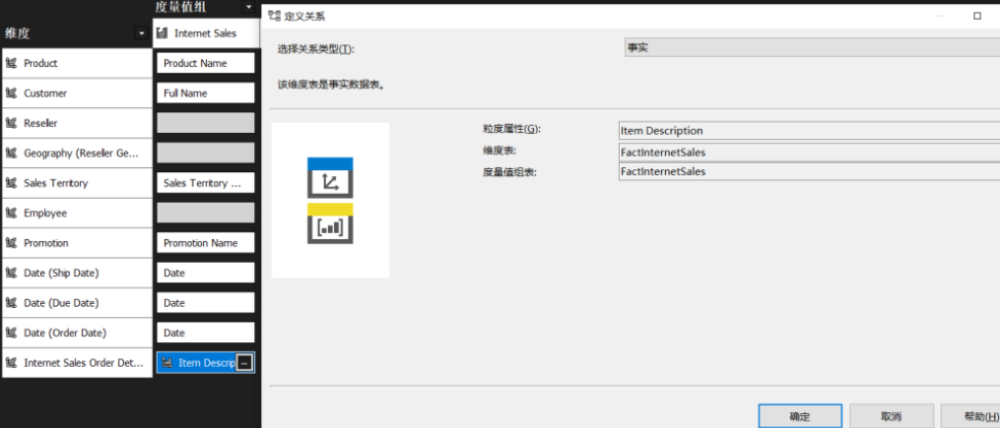 度量值组
维度
Internet Sales
Product
Product Name
Customer
Full Name
Reseller
Geography (Reseller Ge...
Sales Territory
Sales Territory ...
Employee
Promotion
Promotion Name
Date (Ship Date)
Date
Date (Due Date)
Date
Date (Order Date)
Date
Internet Sales Order Det...
Item Descrip
...
定义关系
选择关系类型(T):
事实
该维度表是事实数据表。
粒度属性(G):
Item Description
维度表:
FactInternetSales
度量值组表:
FactInternetSales
确定
取消
帮助(H)